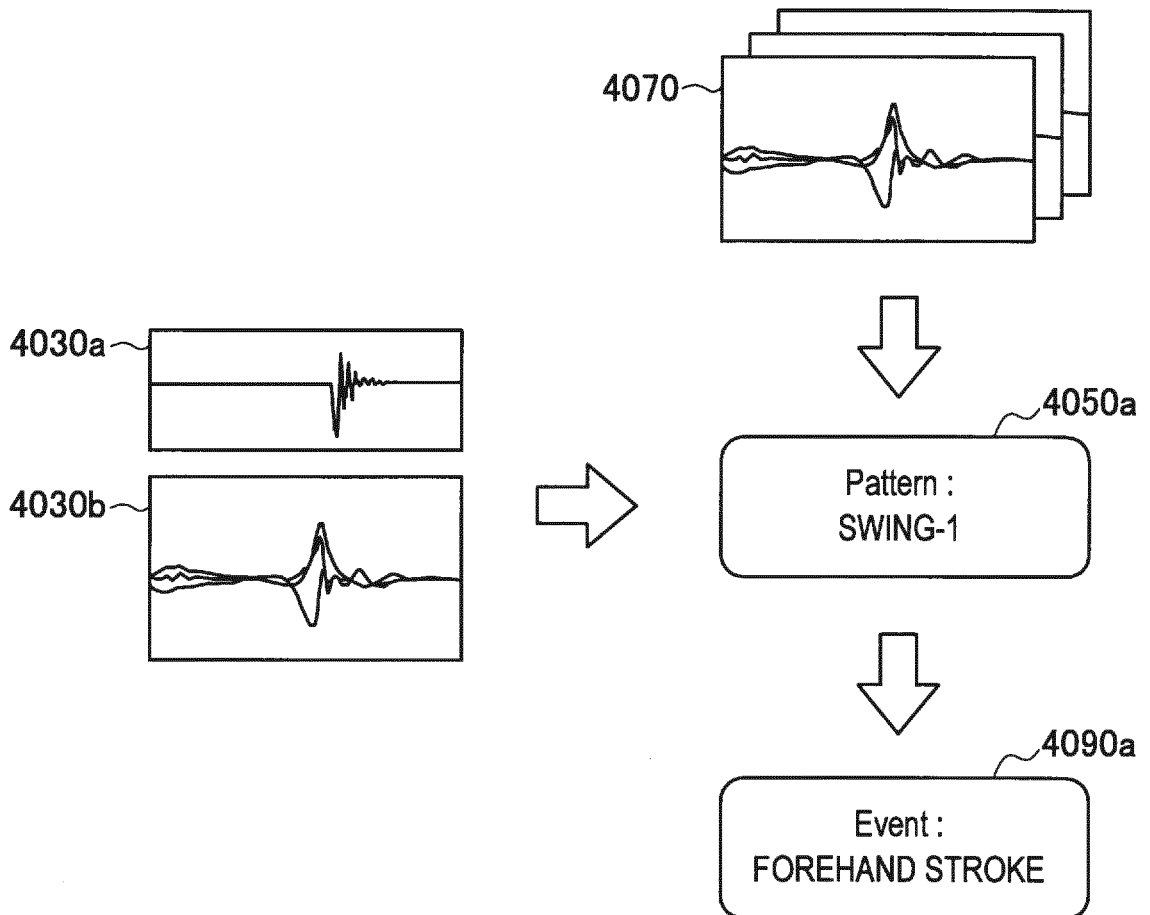 4070
4030a
4030b
4050a
Pattern :
SWING-1
4090a
Event :
FOREHAND STROKE